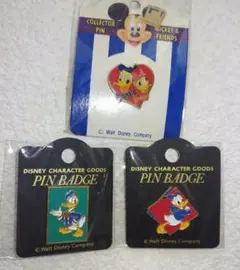 COLLECTOR
PIN
MICKEY &
FRIENDS
© Walt Disney Company
DISNEY CHARACTER GOODS
PIN BADGE
© Walt Disney Company
DISNEY CHARACTER GOODS
PIN BADGE
© Walt Disney Company